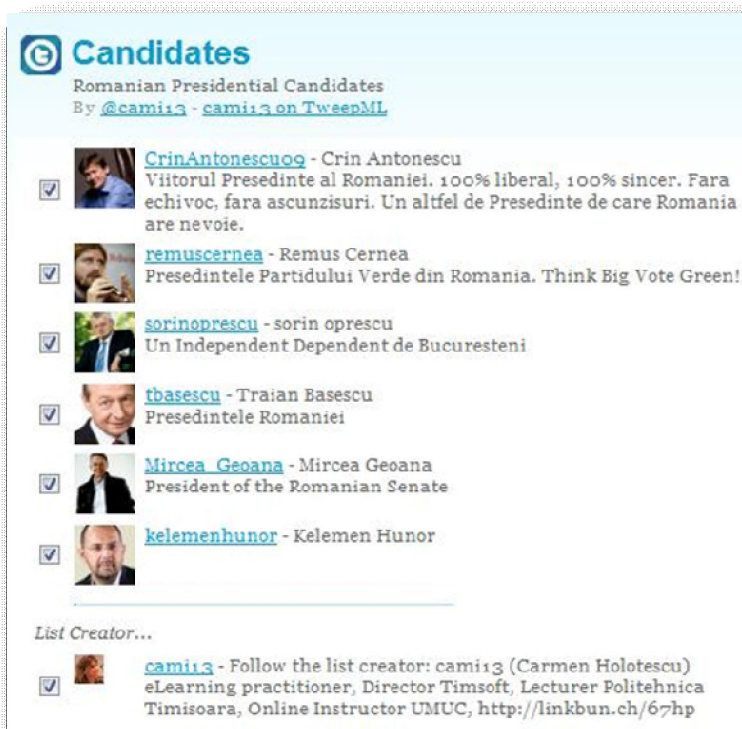 Candidates
Romanian Presidential Candidates
By @cami13 - cami13 on TweepML
CrinAntonescu09 - Crin Antonescu
Viitorul Presedinte al Romaniei. 100% liberal, 100% sincer. Fara
echivoc, fara ascunzisuri. Un altfel de Presedinte de care Romania
are nevoie.
remuscernea - Remus Cernea
Presedintele Partidului Verde din Romania. Think Big Vote Green!
sorinoprescu - sorin oprescu
Un Independent Dependent de Bucuresteni
tbasescu - Traian Basescu
Presedintele Romaniei
Mircea_Geoana - Mircea Geoana
President of the Romanian Senate
kelemenhunor - Kelemen Hunor
List Creator...
cami13 - Follow the list creator: cami13 (Carmen Holotescu)
eLearning practitioner, Director Timsoft, Lecturer Politehnica
Timisoara, Online Instructor UMUC, http://linkbun.ch/67hp